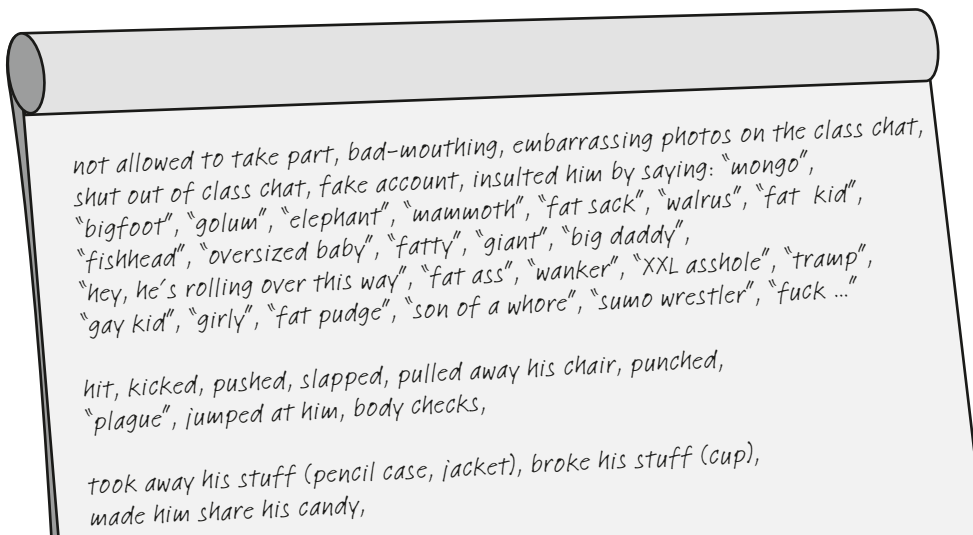 not allowed to take part, bad-mouthing, embarrassing photos on the class chat,
shut out of class chat, fake account, insulted him by saying: “mongo”,
“bigfoot”, “golum”, “elephant”, “mammoth”, “fat sack”, “walrus”, “fat kid”,
“fishhead”, “oversized baby”, “fatty”, “giant”, “big daddy”,
“hey, he’s rolling over this way”, “fat ass”, “wanker”, “XXL asshole”, “tramp”,
“gay kid”, “girly”, “fat pudge”, “son of a whore”, “sumo wrestler”, “fuck ...”
hit, kicked, pushed, slapped, pulled away his chair, punched,
“plague”, jumped at him, body checks,
took away his stuff (pencil case, jacket), broke his stuff (cup),
made him share his candy,